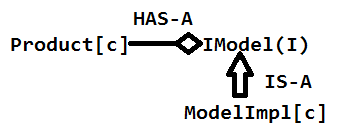 HAS-A
Product[c] IModel(I)
IS-A
ModelImpl[c]